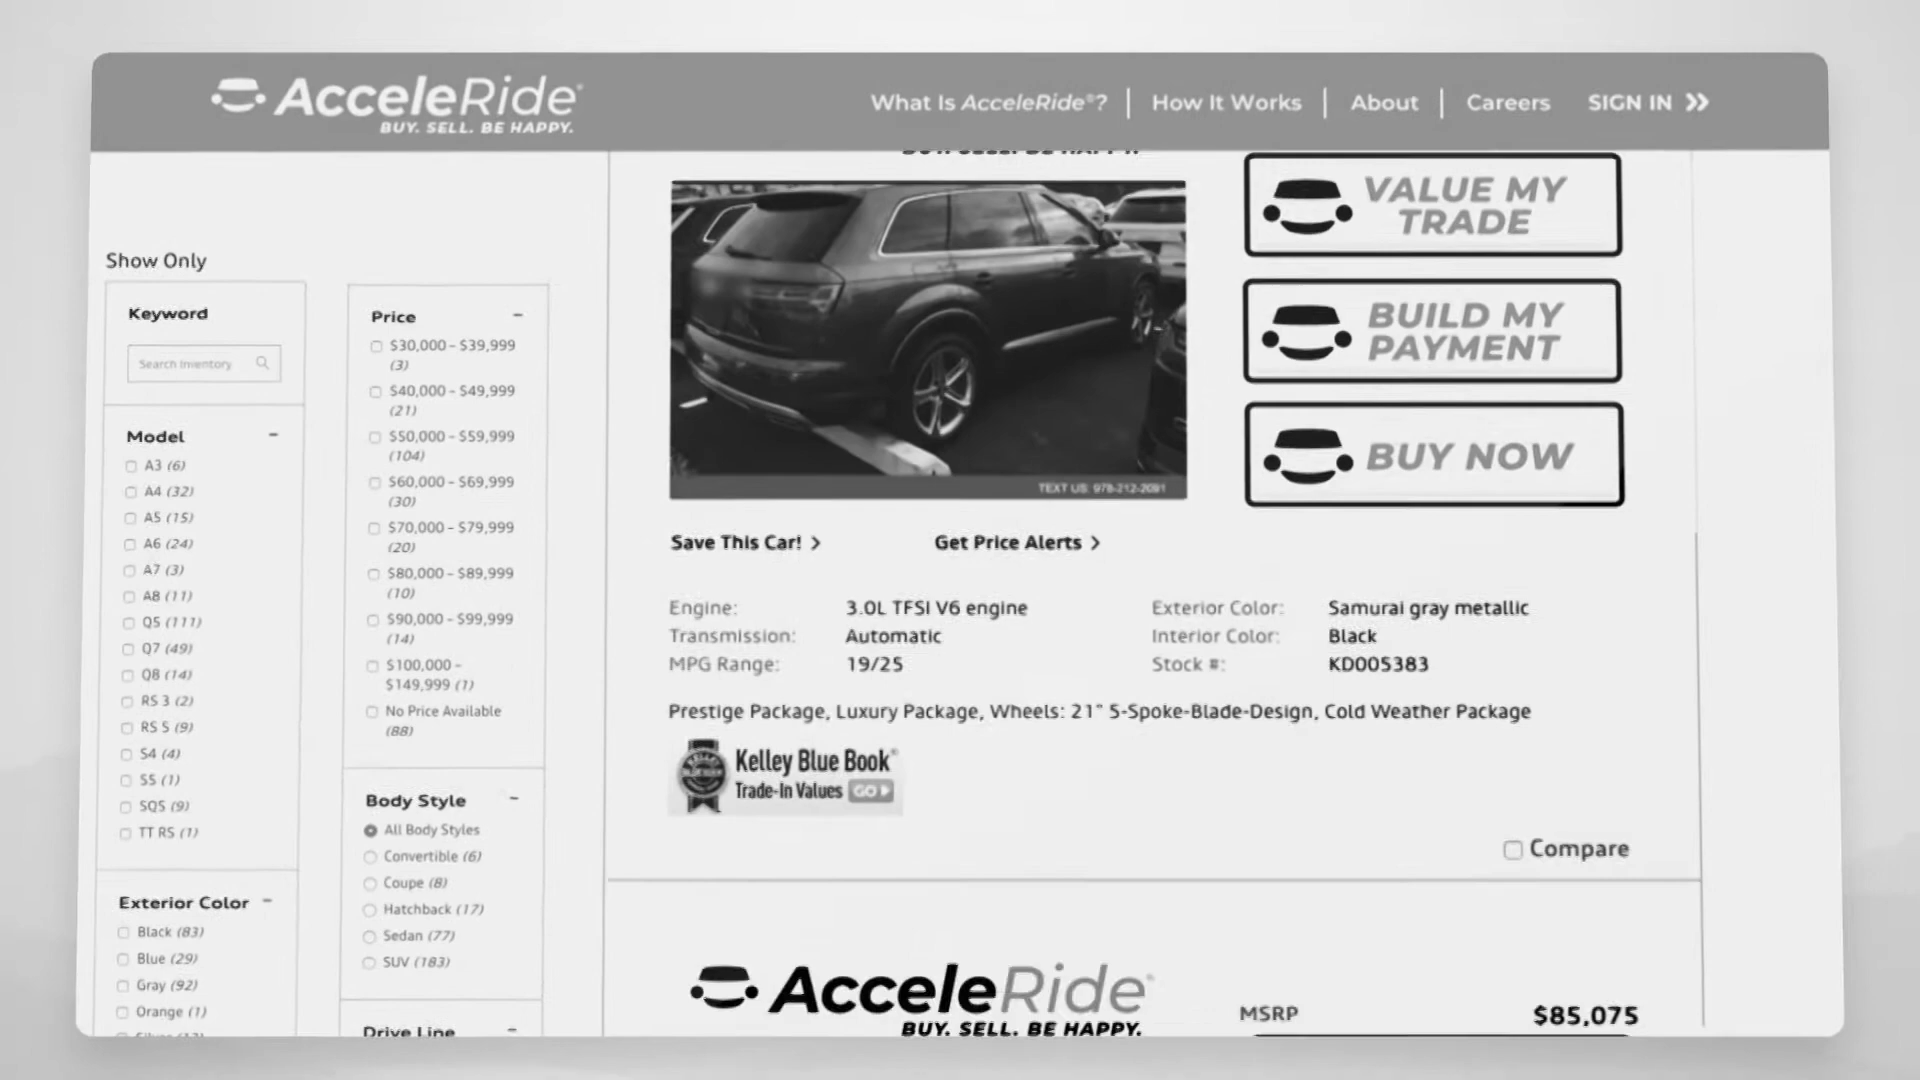 AcceleRide®
BUY. SELL. BE HAPPY.
What Is AcceleRide®?
How It Works
About
Careers
SIGN IN
Show Only
Keyword
Search Inventory
Model
A3 (6)
A4 (32)
A5 (15)
A6 (24)
A7 (3)
A8 (11)
Q5 (111)
Q7 (49)
Q8 (14)
RS 3 (2)
RS 5 (9)
S4 (4)
S5 (1)
SQ5 (9)
TT RS (1)
Exterior Color
Black (83)
Blue (29)
Gray (92)
Orange (1)
Price
$30,000 - $39,999
(3)
$40,000 - $49,999
(21)
$50,000 - $59,999
(104)
$60,000 - $69,999
(30)
$70,000 - $79,999
(20)
$80,000 - $89,999
(10)
$90,000 - $99,999
(14)
$100,000 -
$149,999 (1)
No Price Available
(88)
Body Style
All Body Styles
Convertible (6)
Coupe (8)
Hatchback (17)
Sedan (77)
SUV (183)
Drive Line
TEXT US: 978-212-2091
VALUE MY
TRADE
BUILD MY
PAYMENT
BUY NOW
Save This Car!
Get Price Alerts
Engine: 3.0L TFSI V6 engine
Transmission: Automatic
MPG Range: 19/25
Exterior Color: Samurai gray metallic
Interior Color: Black
Stock #: KD005383
Prestige Package, Luxury Package, Wheels: 21" 5-Spoke-Blade-Design, Cold Weather Package
Kelley Blue Book®
Trade-In Values GO
Compare
AcceleRide®
BUY. SELL. BE HAPPY.
MSRP $85,075